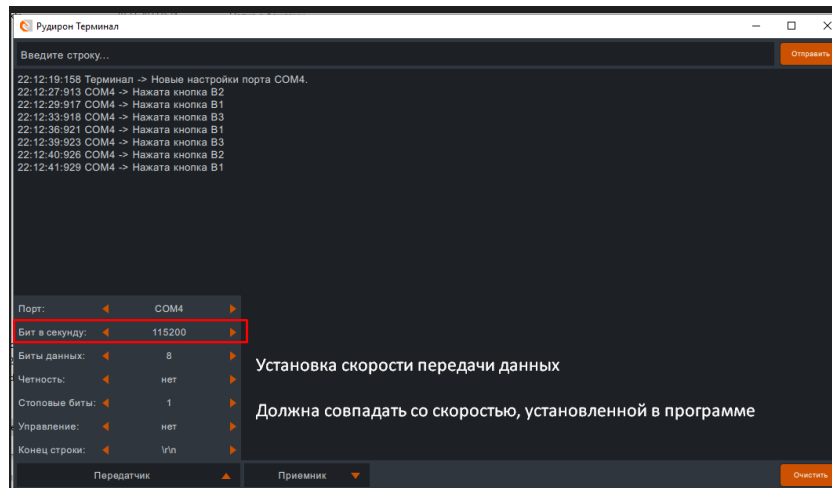 Рудирон Терминал
Введите строку...
Отправить
22:12:19:158 Терминал -> Новые настройки порта COM4.
22:12:27:913 COM4 -> Нажата кнопка B2
22:12:29:917 COM4 -> Нажата кнопка B1
22:12:33:918 COM4 -> Нажата кнопка B3
22:12:36:921 COM4 -> Нажата кнопка B1
22:12:39:923 COM4 -> Нажата кнопка B3
22:12:40:926 COM4 -> Нажата кнопка B2
22:12:41:929 COM4 -> Нажата кнопка B1
Порт: COM4
Бит в секунду: 115200
Биты данных: 8
Установка скорости передачи данных
Четность: нет
Стоповые биты: 1
Должна совпадать со скоростью, установленной в программе
Управление: нет
Конец строки: \r\n
Передатчик
Приемник
Очистить